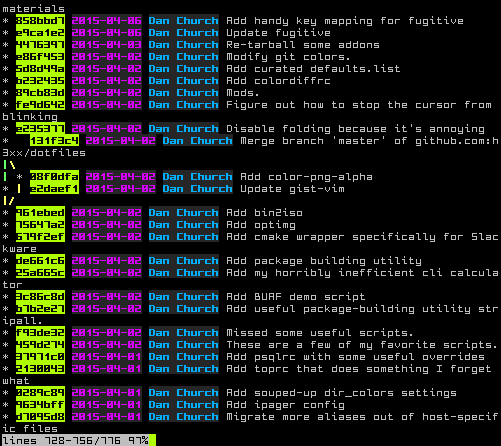 materials
* 858bbd7 2015-04-06 Dan Church Add handy key mapping for fugitive
* e9ca1e2 2015-04-06 Dan Church Update fugitive
* 4476397 2015-04-03 Dan Church Re-tarball some addons
* e86f453 2015-04-02 Dan Church Modify git colors.
* 5d8d49a 2015-04-02 Dan Church Add curated defaults.list
* b232435 2015-04-02 Dan Church Add colordiffrc
* 89cb83d 2015-04-02 Dan Church Mods.
* fe9d642 2015-04-02 Dan Church Figure out how to stop the cursor from
blinking
* e235377 2015-04-02 Dan Church Disable folding because it's annoying
*   131f3c4 2015-04-02 Dan Church Merge branch 'master' of github.com:h
3xx/dotfiles
|\
| * 08f0dfa 2015-04-02 Dan Church Add color-png-alpha
* | e2daef1 2015-04-02 Dan Church Update gist-vim
|/
* 961ebed 2015-04-02 Dan Church Add bin2iso
* 75647a2 2015-04-02 Dan Church Add optimg
* 679f2ef 2015-04-02 Dan Church Add cmake wrapper specifically for Slac
kware
* de661c6 2015-04-02 Dan Church Add package building utility
* 25a665c 2015-04-02 Dan Church Add my horribly inefficient cli calcula
tor
* 3c86c8d 2015-04-02 Dan Church Add BWAF demo script
* b7b2e27 2015-04-02 Dan Church Add useful package-building utility str
ipall.
* f93de32 2015-04-02 Dan Church Missed some useful scripts.
* 459d274 2015-04-02 Dan Church These are a few of my favorite scripts.
* 37971c0 2015-04-01 Dan Church Add psqlrc with some useful overrides
* 2130043 2015-04-01 Dan Church Add toprc that does something I forget
what
* 0289c89 2015-04-01 Dan Church Add souped-up dir_colors settings
* 4634bff 2015-04-01 Dan Church Add ipager config
* d7095d8 2015-04-01 Dan Church Migrate more aliases out of host-specif
ic files
lines 728-756/776 97%